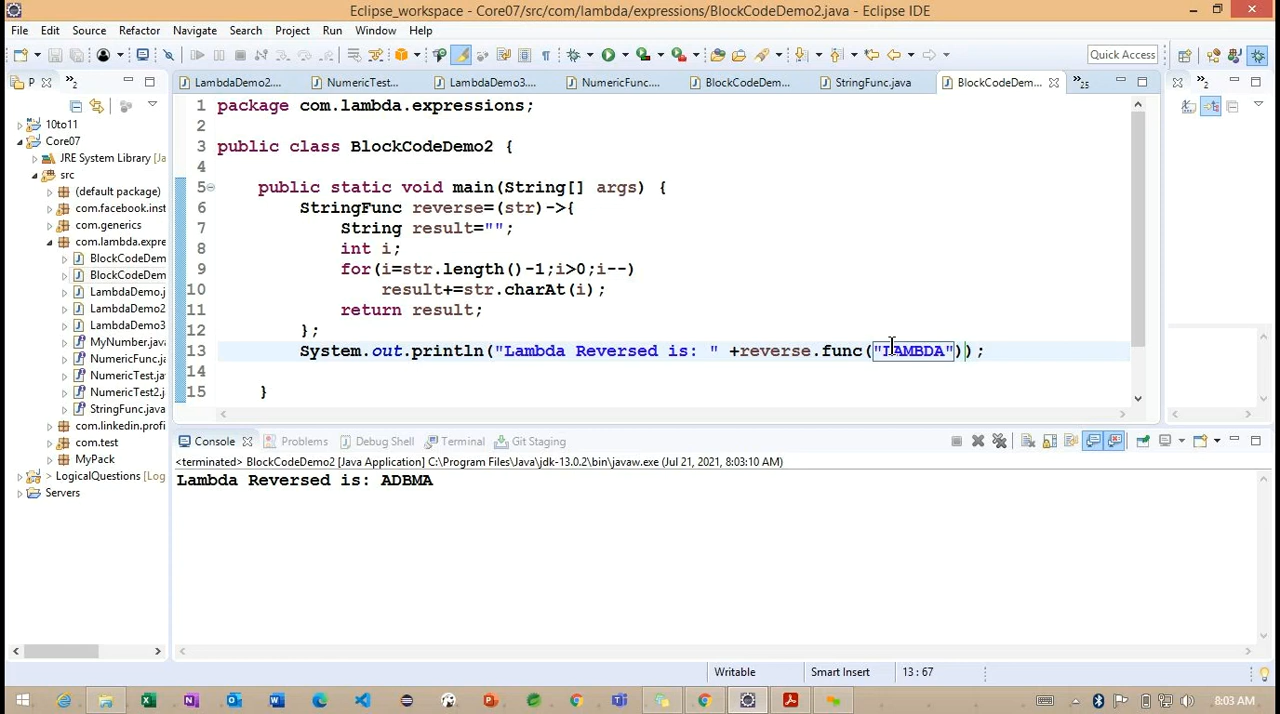 Eclipse_workspace - Core07/src/com/lambda/expressions/BlockCodeDemo2.java - Eclipse IDE
File Edit Source Refactor Navigate Search Project Run Window Help
Quick Access
P
2
LambdaDemo2.... NumericTest... LambdaDemo3.... NumericFunc.... BlockCodeDem... StringFunc.java BlockCodeDem... 25
2
10to11
Core07
JRE System Library [Ja
src
(default package)
com.facebook.inst
com.generics
com.lambda.expre
BlockCodeDem
BlockCodeDem
LambdaDemo.j
LambdaDemo2
LambdaDemo3
MyNumber.java
NumericFunc.ja
NumericTest.jav
NumericTest2.j
StringFunc.java
com.linkedin.profi
com.test
MyPack
> LogicalQuestions [Log
Servers
1 package com.lambda.expressions;
2
3 public class BlockCodeDemo2 {
4
5 public static void main(String[] args) {
6 StringFunc reverse=(str)->{
7 String result="";
8 int i;
9 for(i=str.length()-1;i>0;i--)
10 result+=str.charAt(i);
11 return result;
12 };
13 System.out.println("Lambda Reversed is: " +reverse.func("LAMBDA"));
14
15 }
Console Problems Debug Shell Terminal Git Staging
<terminated> BlockCodeDemo2 [Java Application] C:\Program Files\Java\jdk-13.0.2\bin\javaw.exe (Jul 21, 2021, 8:03:10 AM)
Lambda Reversed is: ADBMA
Writable Smart Insert 13 : 67
8:03 AM